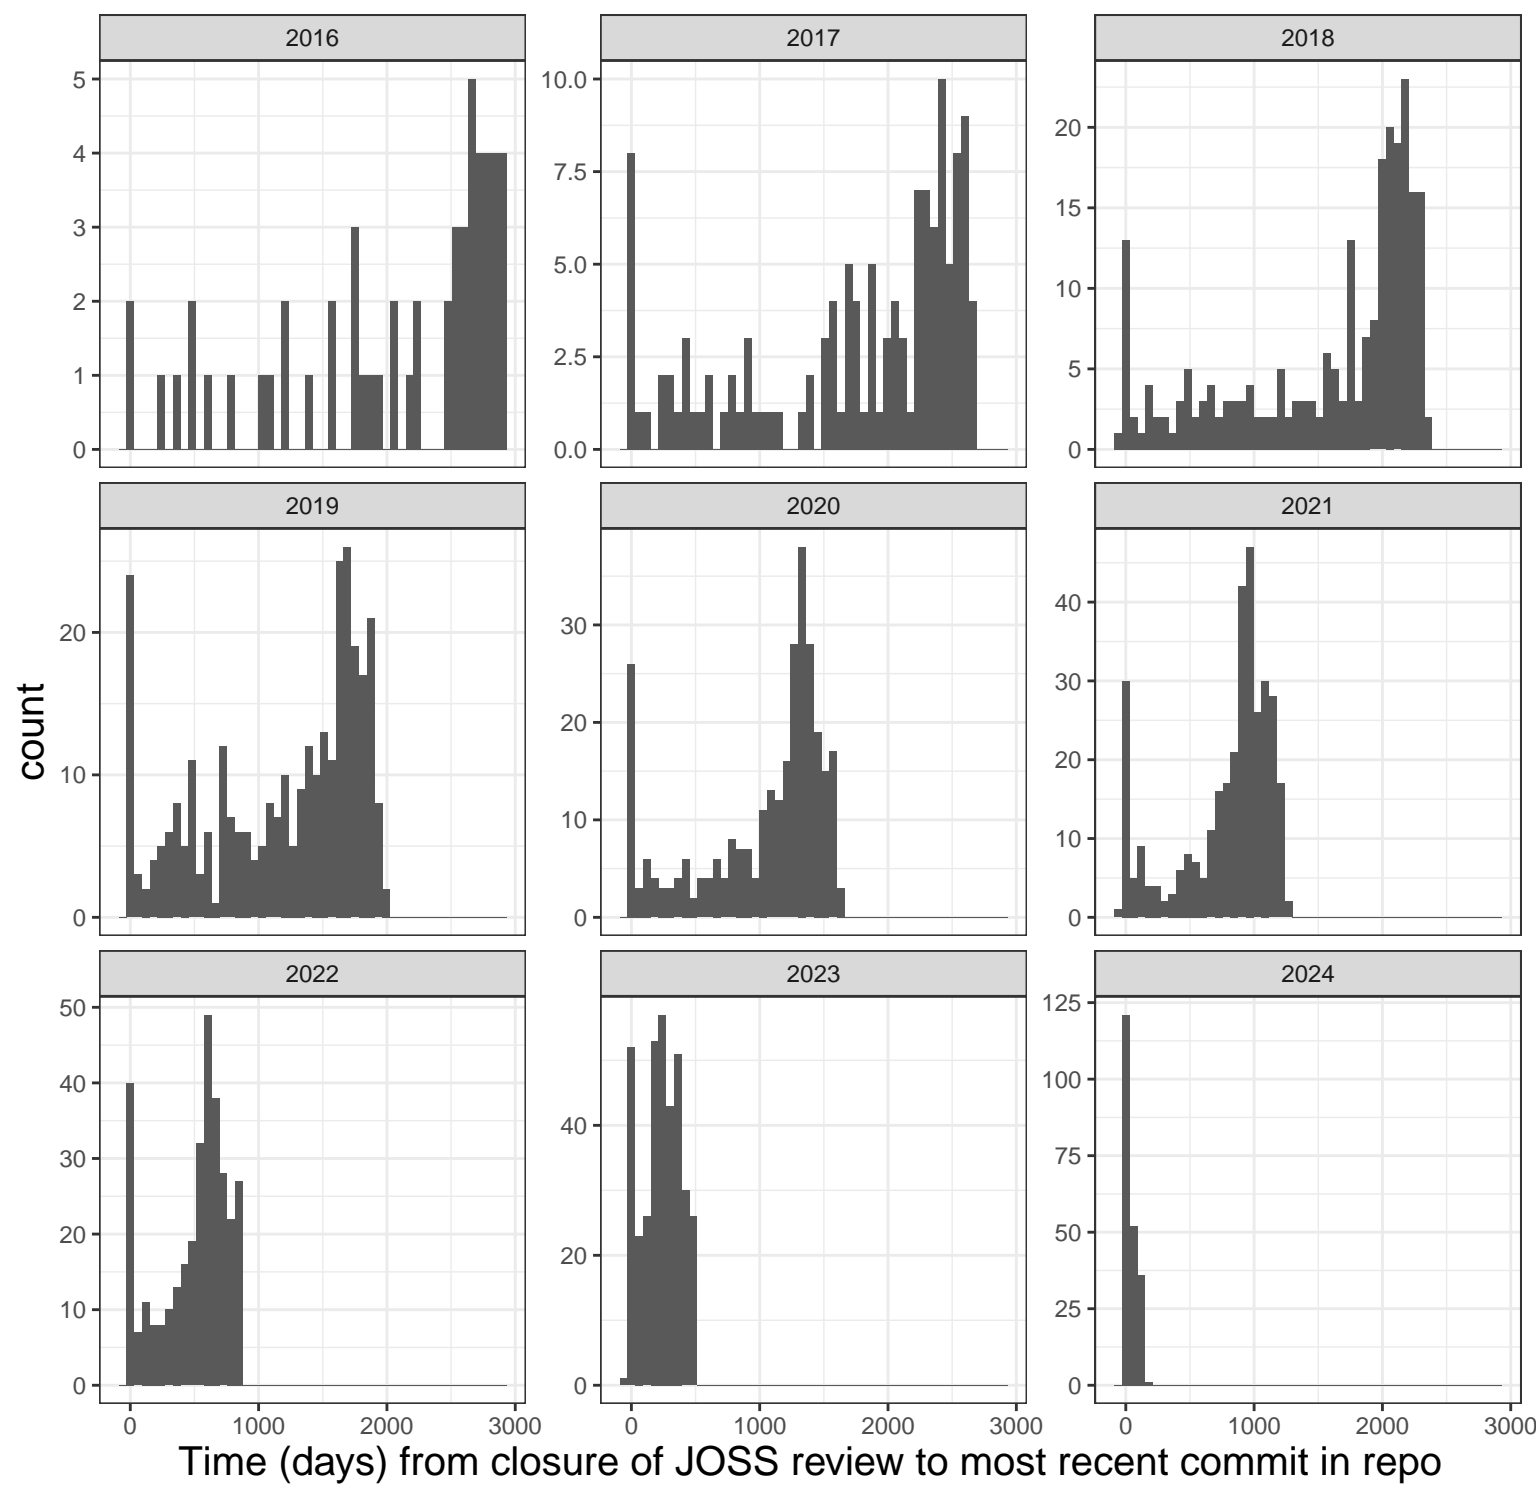 2016 2017 2018
5 10.0
4 7.5 20
3 15
2 5.0 10
1 2.5 5
0 0.0 0
2019 2020 2021
20 30 40
10 20 30
0 10 20
0 10
0
count
2022 2023 2024
50 125
40 40 100
30 75
20 20 50
10 25
0 0 0
0 1000 2000 3000 0 1000 2000 3000 0 1000 2000 3000
Time (days) from closure of JOSS review to most recent commit in repo